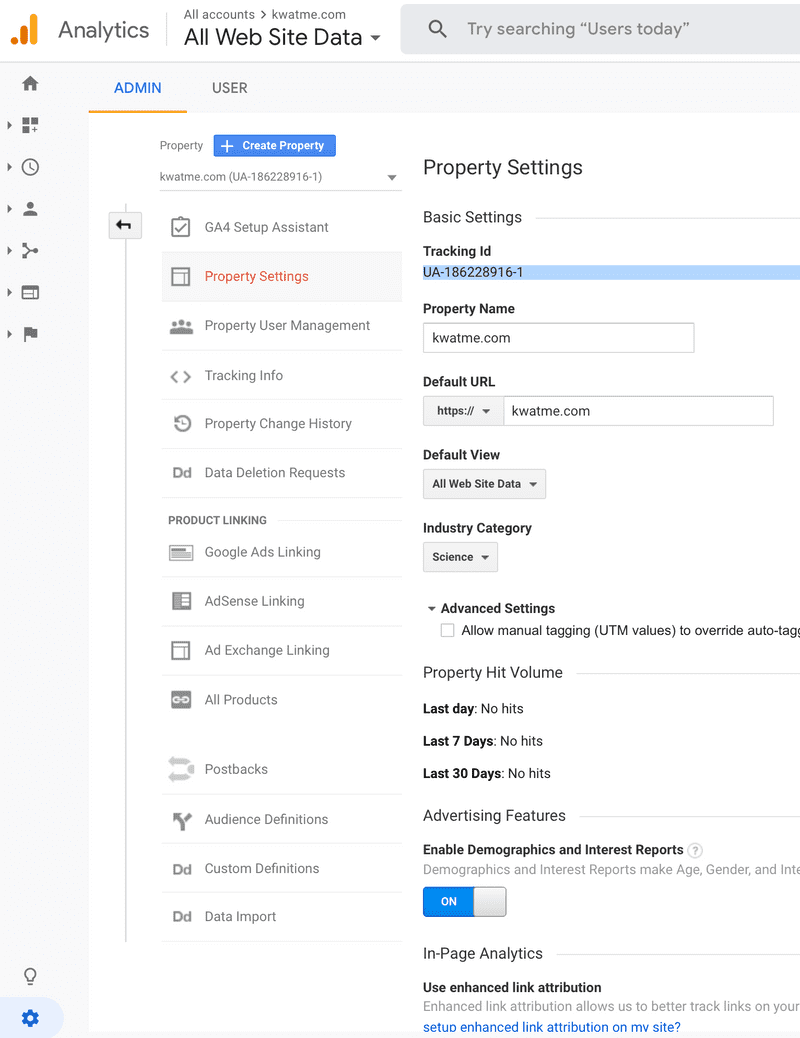 Analytics
All accounts > kwatme.com
All Web Site Data
Try searching “Users today”
ADMIN
USER
Property
Create Property
kwatme.com (UA-186228916-1)
GA4 Setup Assistant
Property Settings
Property User Management
Tracking Info
Property Change History
Dd Data Deletion Requests
PRODUCT LINKING
Google Ads Linking
AdSense Linking
Ad Exchange Linking
All Products
Postbacks
Audience Definitions
Dd Custom Definitions
Dd Data Import
Property Settings
Basic Settings
Tracking Id
UA-186228916-1
Property Name
kwatme.com
Default URL
https:// kwatme.com
Default View
All Web Site Data
Industry Category
Science
Advanced Settings
Allow manual tagging (UTM values) to override auto-tagg
Property Hit Volume
Last day: No hits
Last 7 Days: No hits
Last 30 Days: No hits
Advertising Features
Enable Demographics and Interest Reports ?
Demographics and Interest Reports make Age, Gender, and Inte
ON
In-Page Analytics
Use enhanced link attribution
Enhanced link attribution allows us to better track links on your
setup enhanced link attribution on my site?